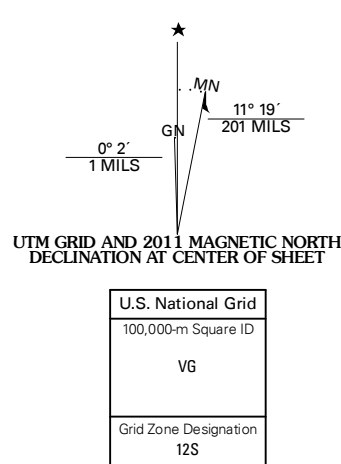 ★
MN
11° 19´
201 MILS
GN
0° 2´
1 MILS
UTM GRID AND 2011 MAGNETIC NORTH
DECLINATION AT CENTER OF SHEET
U.S. National Grid
100,000-m Square ID
VG
Grid Zone Designation
12S